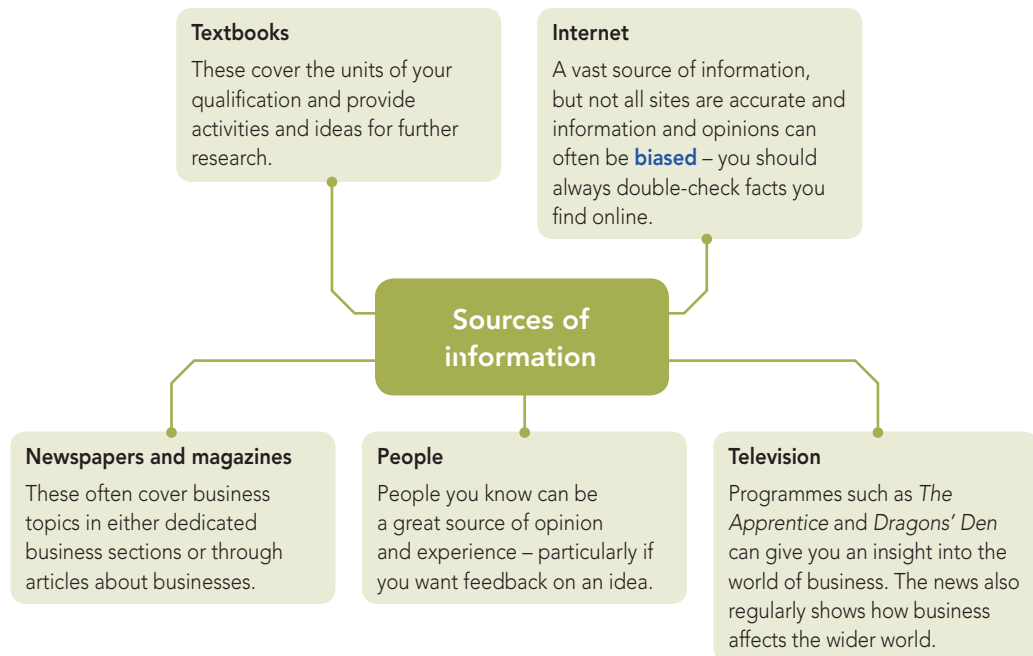 Textbooks
These cover the units of your
qualification and provide
activities and ideas for further
research.
Internet
A vast source of information,
but not all sites are accurate and
information and opinions can
often be biased – you should
always double-check facts you
find online.
Sources of
information
Newspapers and magazines
These often cover business
topics in either dedicated
business sections or through
articles about businesses.
People
People you know can be
a great source of opinion
and experience – particularly if
you want feedback on an idea.
Television
Programmes such as The
Apprentice and Dragons’ Den
can give you an insight into the
world of business. The news also
regularly shows how business
affects the wider world.